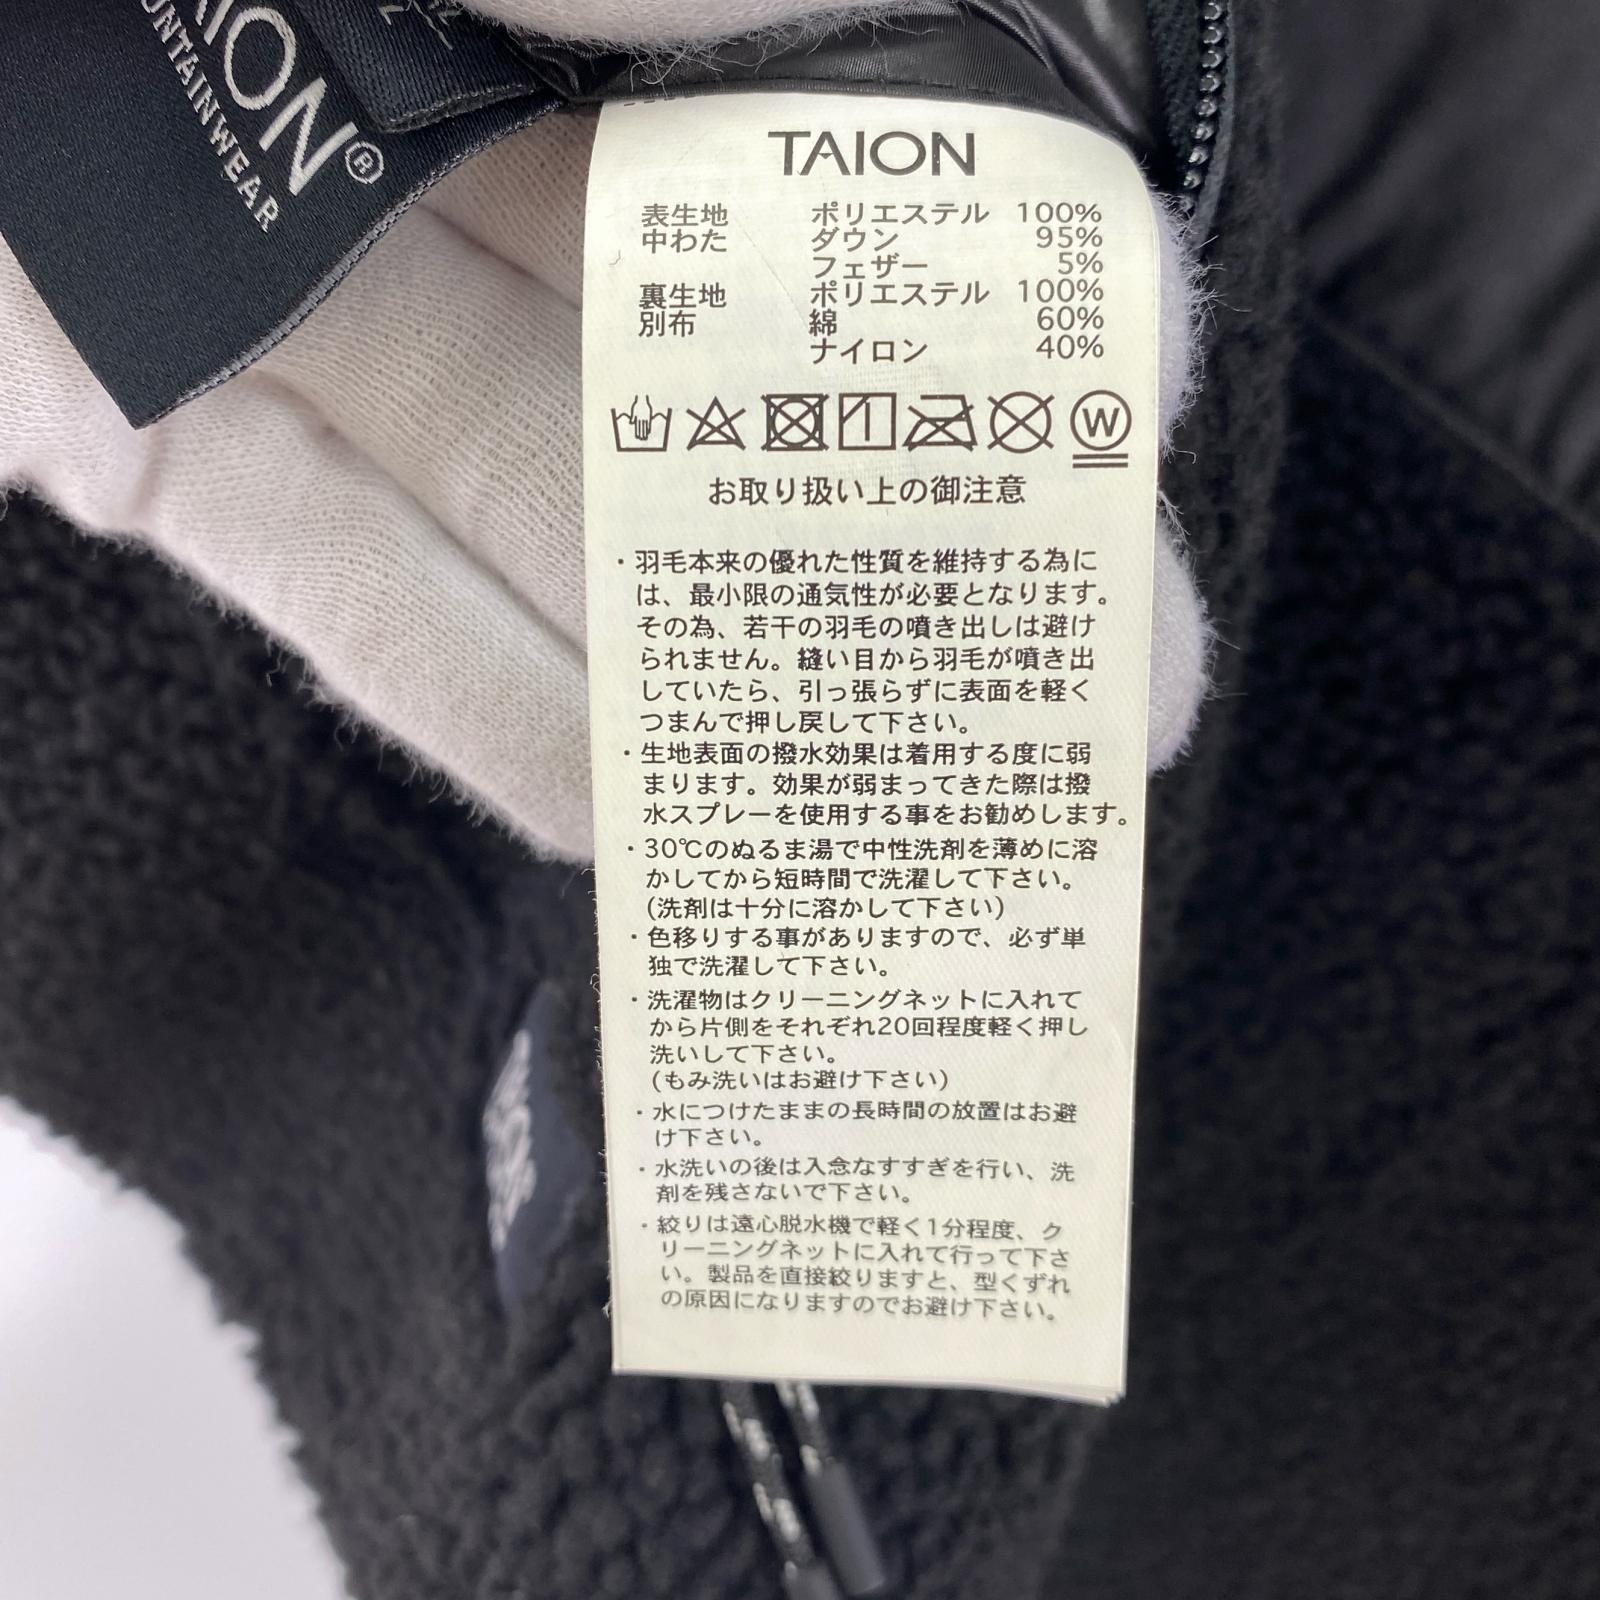 AION®
UNTAINWEAR
TAION
表生地 ポリエステル 100%
中わた ダウン 95%
フェザー 5%
裏生地 ポリエステル 100%
別布 綿 60%
ナイロン 40%
W
お取り扱い上の御注意
・羽毛本来の優れた性質を維持する為に
は、最小限の通気性が必要となります。
その為、若干の羽毛の噴き出しは避け
られません。縫い目から羽毛が噴き出
していたら、引っ張らずに表面を軽く
つまんで押し戻して下さい。
・生地表面の撥水効果は着用する度に弱
まります。効果が弱まってきた際は撥
水スプレーを使用する事をお勧めします。
・30℃のぬるま湯で中性洗剤を薄めに溶
かしてから短時間で洗濯して下さい。
(洗剤は十分に溶かして下さい)
・色移りする事がありますので、必ず単
独で洗濯して下さい。
・洗濯物はクリーニングネットに入れて
から片側をそれぞれ20回程度軽く押し
洗いして下さい。
(もみ洗いはお避け下さい)
・水につけたままの長時間の放置はお避
け下さい。
・水洗いの後は入念なすすぎを行い、洗
剤を残さないで下さい。
・絞りは遠心脱水機で軽く1分程度、ク
リーニングネットに入れて行って下さ
い。製品を直接絞りますと、型くずれ
の原因になりますのでお避け下さい。